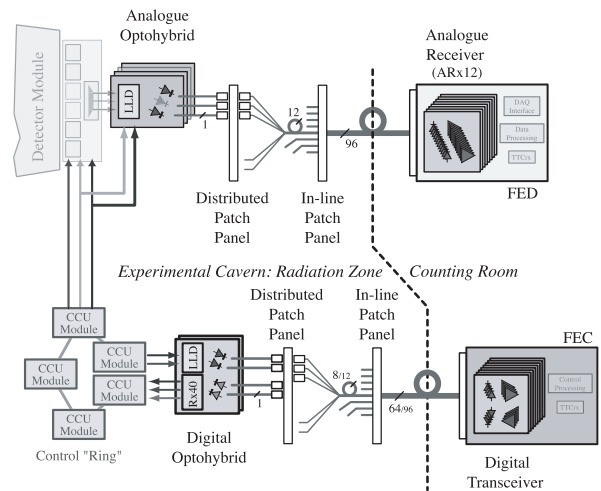 Analogue
Optohybrid
Detector Module
LLD
1
12
96
Analogue
Receiver
(ARx12)
DAQ
Interface
Data
Processing
TTCrx
FED
Distributed
Patch
Panel
In-line
Patch
Panel
Experimental Cavern: Radiation Zone
Counting Room
Distributed
Patch
Panel
In-line
Patch
Panel
CCU
Module
CCU
Module
CCU
Module
CCU
Module
CCU
Module
Control "Ring"
LLD
Rx40
1
Digital
Optohybrid
8/12
64/96
FEC
Control
Processing
TTCrx
Digital
Transceiver